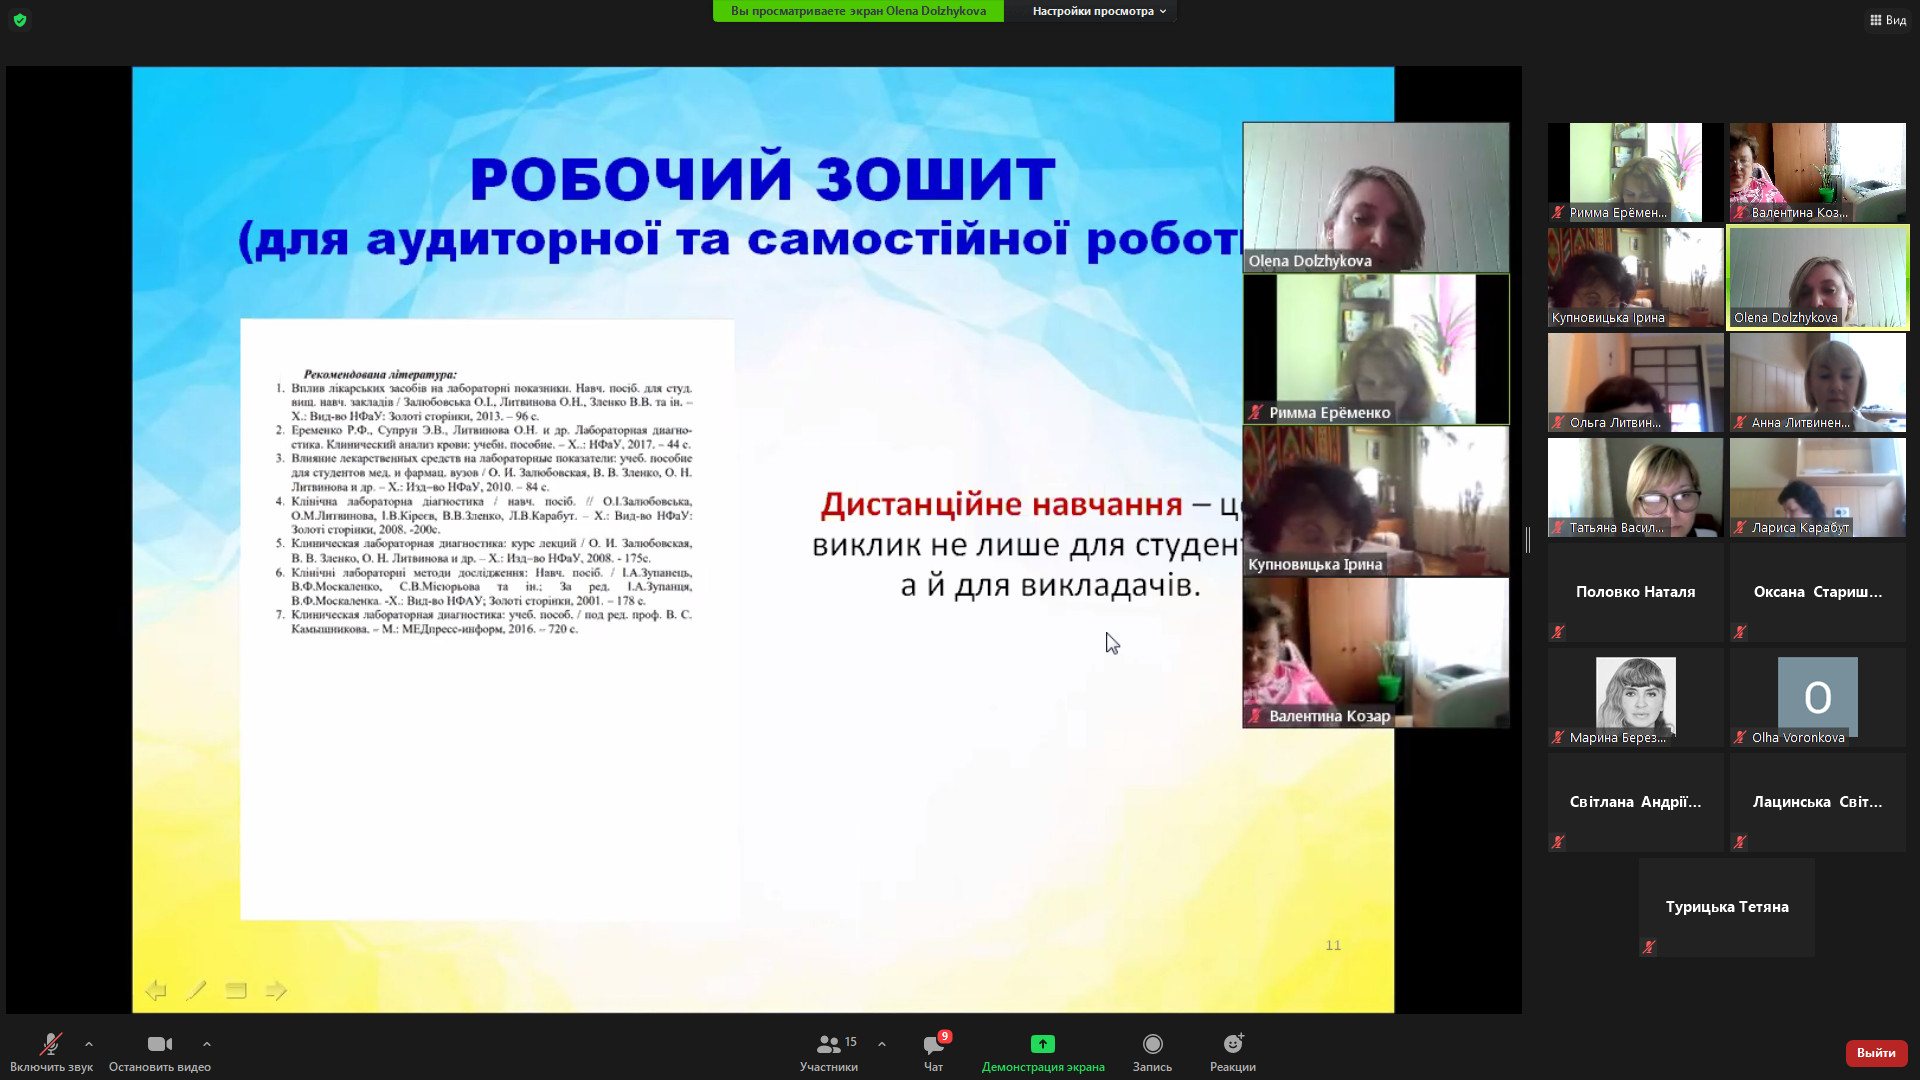 Вы просматриваете экран Olena Dolzhykova
Настройки просмотра
Вид
РОБОЧИЙ ЗОШИТ
(для аудиторної та самостійної робот
Рекомендована література:
1. Вплив лікарських засобів на лабораторні показники. Навч. посіб. для студ.
вищ. навч. закладів / Залюбовська О.І., Литвинова О.Н., Зленко В.В. та ін. –
Х.: Вид-во НФаУ: Золоті сторінки, 2013. – 96 с.
2. Еременко Р.Ф., Супрун Э.В., Литвинова О.Н. и др. Лабораторная диагно-
стика. Клинический анализ крови: учебн. пособие. – Х..: НФаУ, 2017. – 44 с.
3. Влияние лекарственных средств на лабораторные показатели: учеб. пособие
для студентов мед. и фармац. вузов / О. И. Залюбовская, В. В. Зленко, О. Н.
Литвинова и др. – Х.: Изд–во НФаУ, 2010. – 84 с.
4. Клінічна лабораторна діагностика / навч. посіб. // О.І.Залюбовська,
О.М.Литвинова, І.В.Кіреєв, В.В.Зленко, Л.В.Карабут. – Х.: Вид-во НФаУ:
Золоті сторінки, 2008. -200с.
5. Клиническая лабораторная диагностика: курс лекций / О. И. Залюбовская,
В. В. Зленко, О. Н. Литвинова и др. – Х.: Изд–во НФаУ, 2008. - 175с.
6. Клінічні лабораторні методи дослідження: Навч. посіб. / І.А.Зупанець,
В.Ф.Москаленко, С.В.Місюрьова та ін.; За ред. І.А.Зупанця,
В.Ф.Москаленка. -Х.: Вид-во НФАУ; Золоті сторінки, 2001. – 178 с.
7. Клиническая лабораторная диагностика: учеб. пособ. / под ред. проф. В. С.
Камышникова. – М.: МЕДпресс-информ, 2016. – 720 с.
Дистанційне навчання – ц
виклик не лише для студен
а й для викладачів.
11
Olena Dolzhykova
Римма Ерёменко
Купновицька Ірина
Валентина Козар
Римма Ерёмен...
Валентина Коз...
Купновицька Ірина
Olena Dolzhykova
Ольга Литвин...
Анна Литвинен...
Татьяна Васил...
Лариса Карабут
Половко Наталя
Оксана Стариш...
Марина Берез...
O
Olha Voronkova
Світлана Андрії...
Лацинська Світ...
Турицька Тетяна
Включить звук
Остановить видео
15
Участники
9
Чат
Демонстрация экрана
Запись
Реакции
Выйти